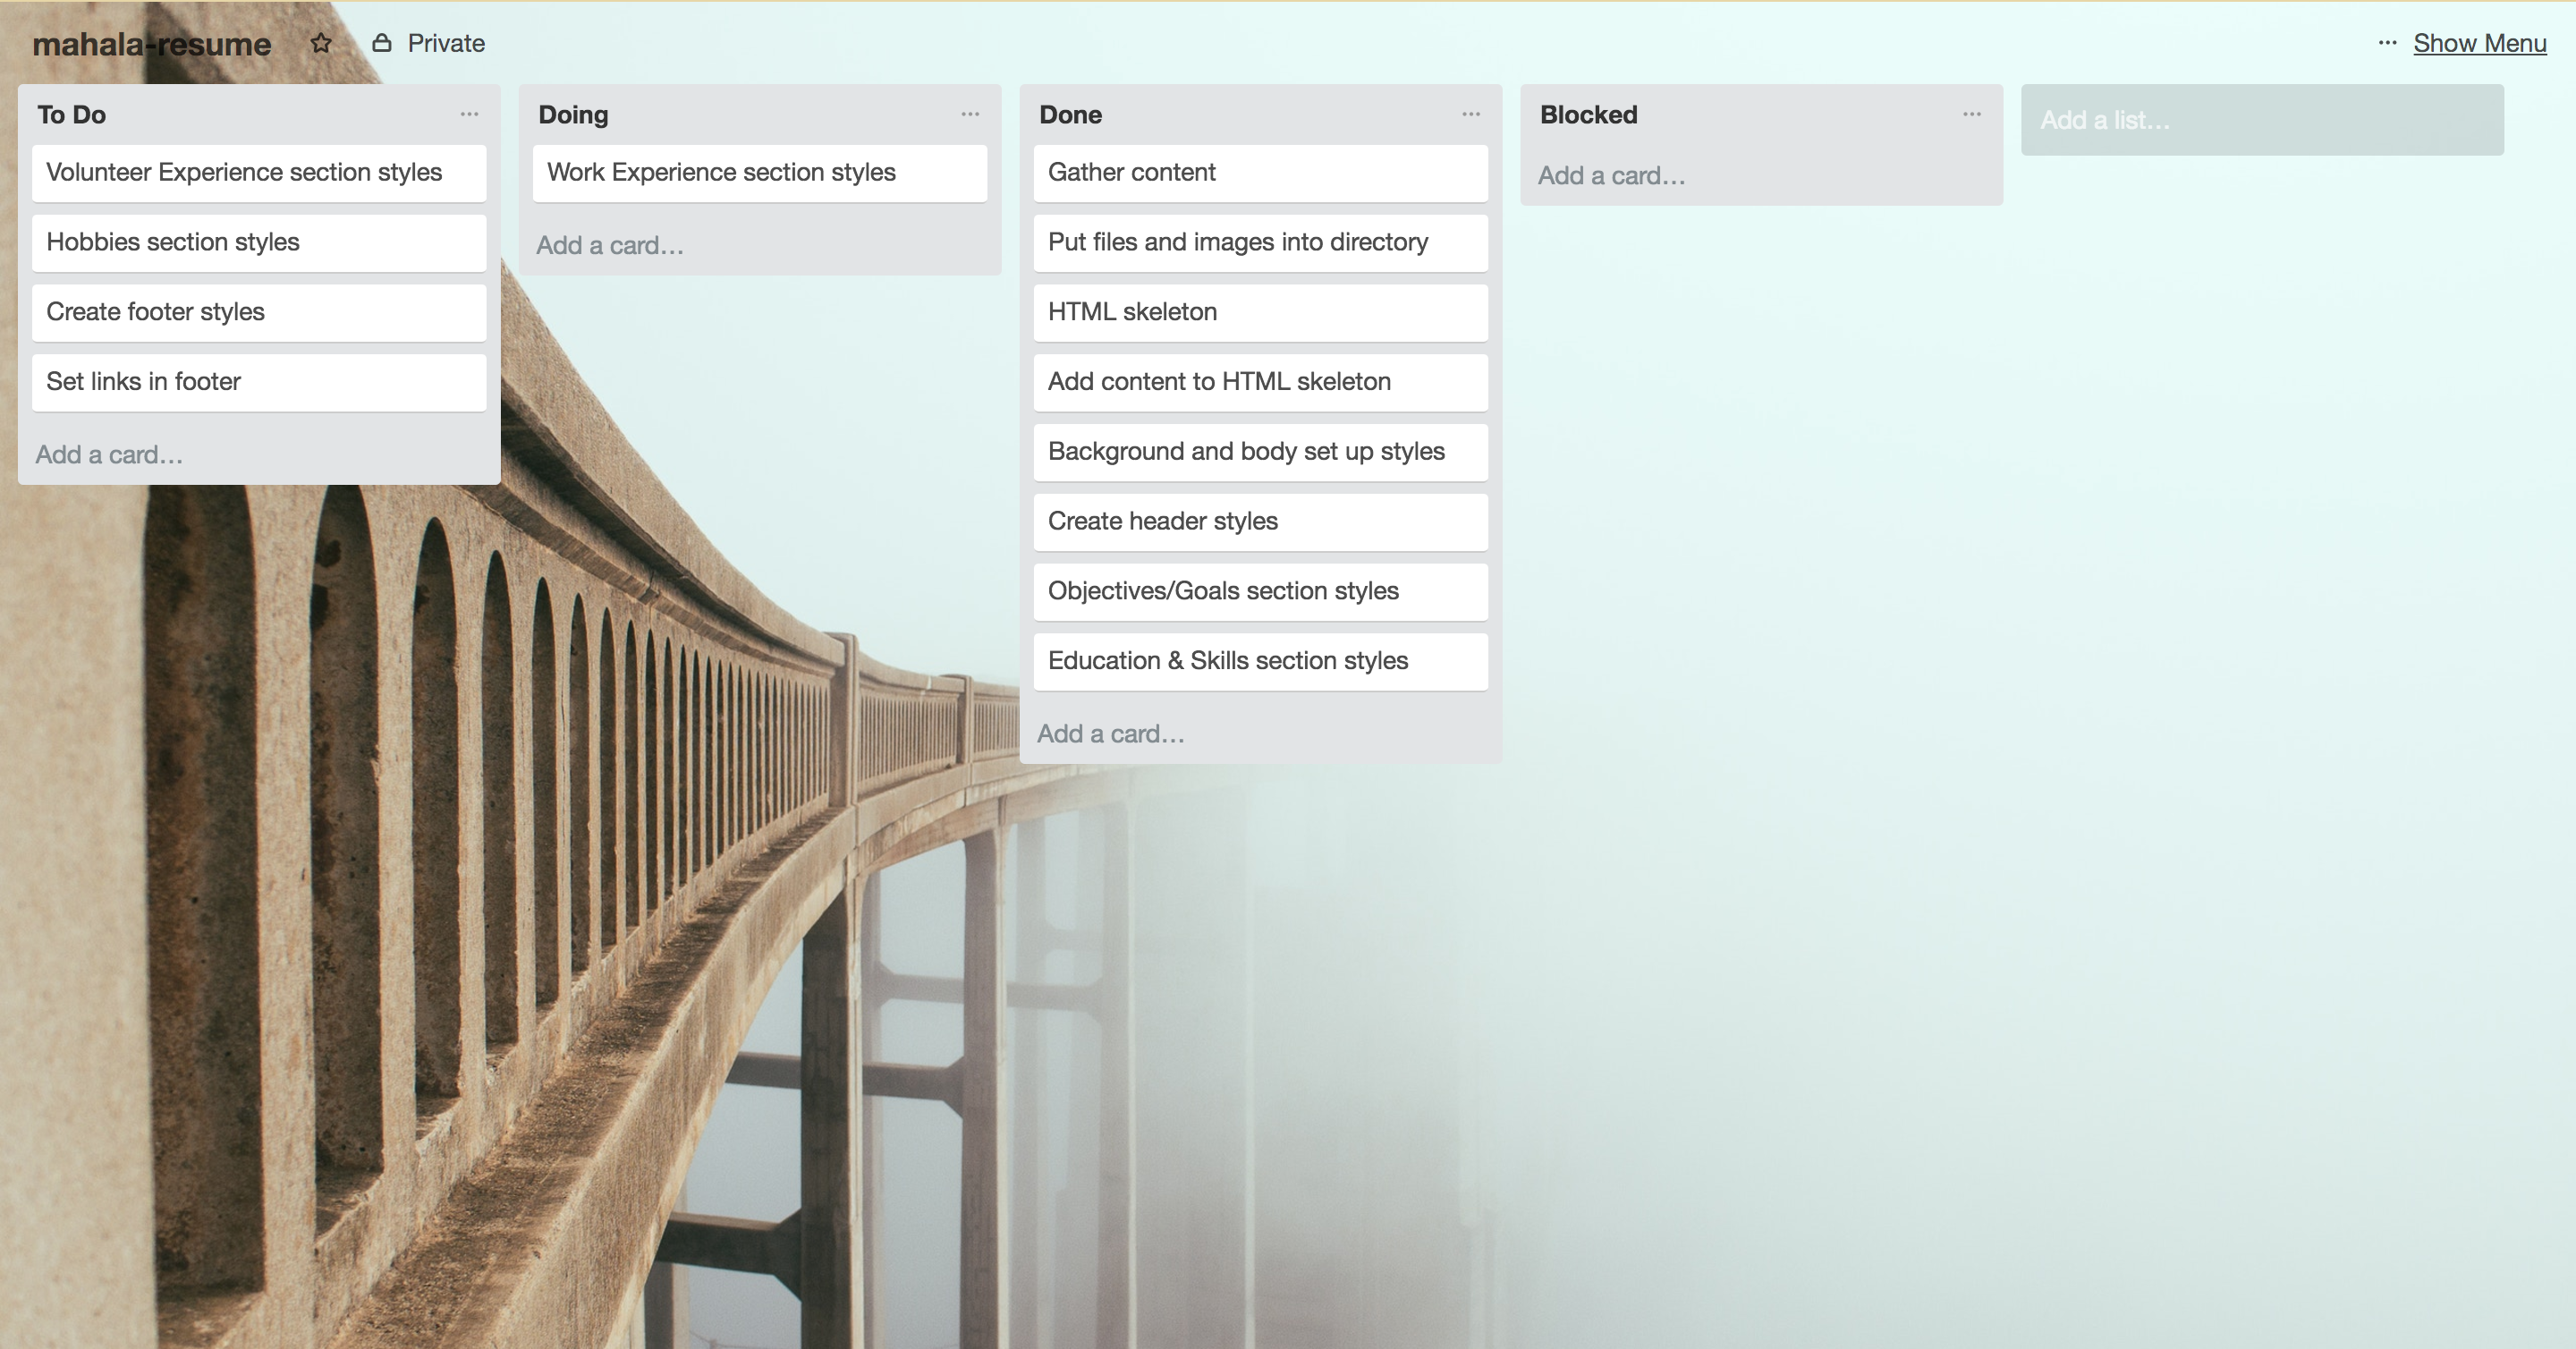 mahala-resume
Private
... Show Menu
To Do
Volunteer Experience section styles
Hobbies section styles
Create footer styles
Set links in footer
Add a card...
Doing
Work Experience section styles
Add a card...
Done
Gather content
Put files and images into directory
HTML skeleton
Add content to HTML skeleton
Background and body set up styles
Create header styles
Objectives/Goals section styles
Education & Skills section styles
Add a card...
Blocked
Add a card...
Add a list...